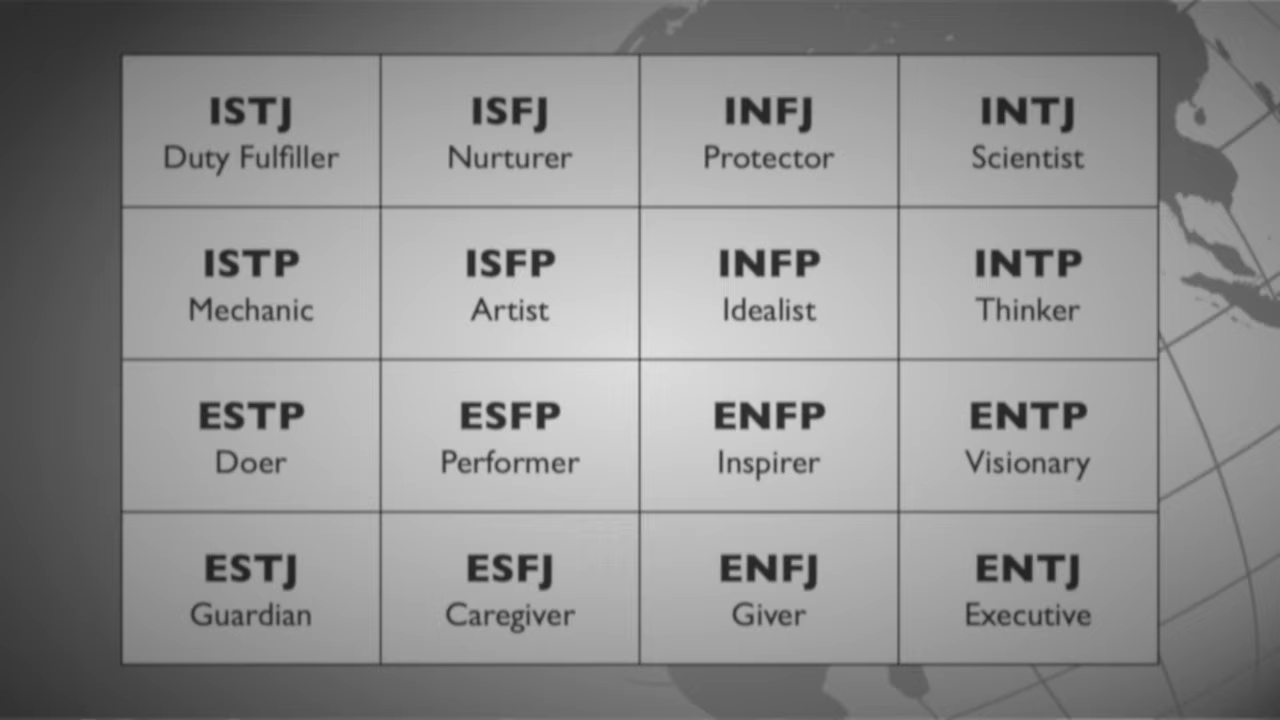 ISTJ
Duty Fulfiller
ISFJ
Nurturer
INFJ
Protector
INTJ
Scientist
ISTP
Mechanic
ISFP
Artist
INFP
Idealist
INTP
Thinker
ESTP
Doer
ESFP
Performer
ENFP
Inspirer
ENTP
Visionary
ESTJ
Guardian
ESFJ
Caregiver
ENFJ
Giver
ENTJ
Executive